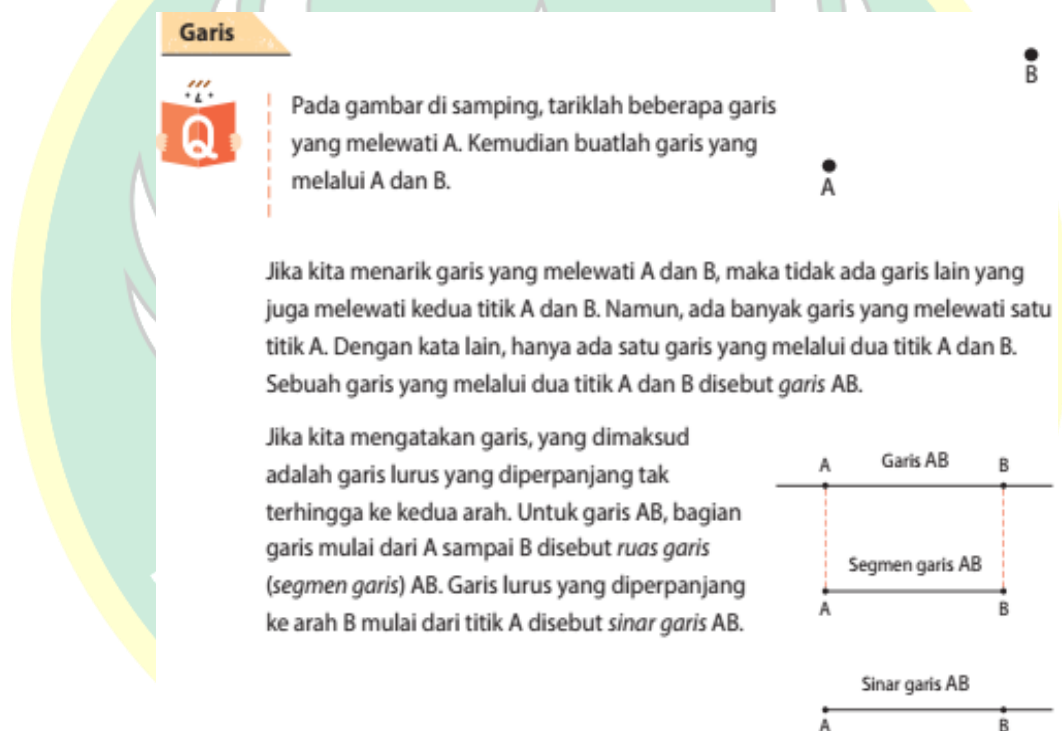 Garis
B
Q
Pada gambar di samping, tariklah beberapa garis
yang melewati A. Kemudian buatlah garis yang
melalui A dan B.
A
Jika kita menarik garis yang melewati A dan B, maka tidak ada garis lain yang
juga melewati kedua titik A dan B. Namun, ada banyak garis yang melewati satu
titik A. Dengan kata lain, hanya ada satu garis yang melalui dua titik A dan B.
Sebuah garis yang melalui dua titik A dan B disebut garis AB.
Jika kita mengatakan garis, yang dimaksud
adalah garis lurus yang diperpanjang tak
terhingga ke kedua arah. Untuk garis AB, bagian
garis mulai dari A sampai B disebut ruas garis
(segmen garis) AB. Garis lurus yang diperpanjang
ke arah B mulai dari titik A disebut sinar garis AB.
A Garis AB B
Segmen garis AB
A B
Sinar garis AB
A B